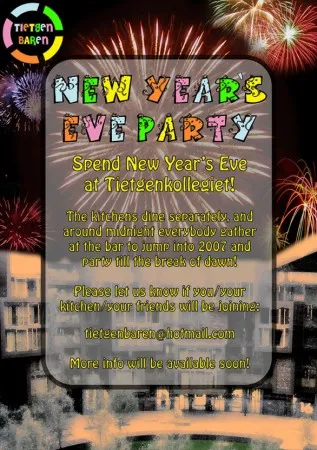 TIETGEN
BAREN
NEW YEAR'S
EVE PARTY
Spend New Year's Eve
at Tietgenkollegiet!
The kitchens dine separately, and
around midnight everybody gather
at the bar to jump into 2007 and
party till the break of dawn!
Please let us know if you/your
kitchen/your friends will be joining:
tietgenbaren@hotmail.com
More info will be available soon!